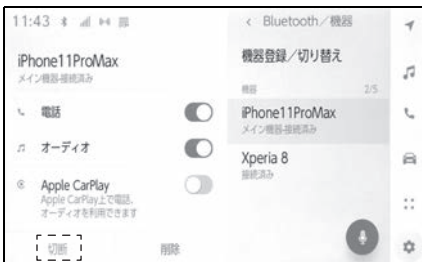 11:43
iPhone11ProMax
メイン機器-接続済み
電話
オーディオ
Apple CarPlay
Apple CarPlay上で電話、
オーディオを利用できます
切断
削除
< Bluetooth／機器
機器登録／切り替え
機器 2/5
iPhone11ProMax
メイン機器-接続済み
Xperia 8
接続済み